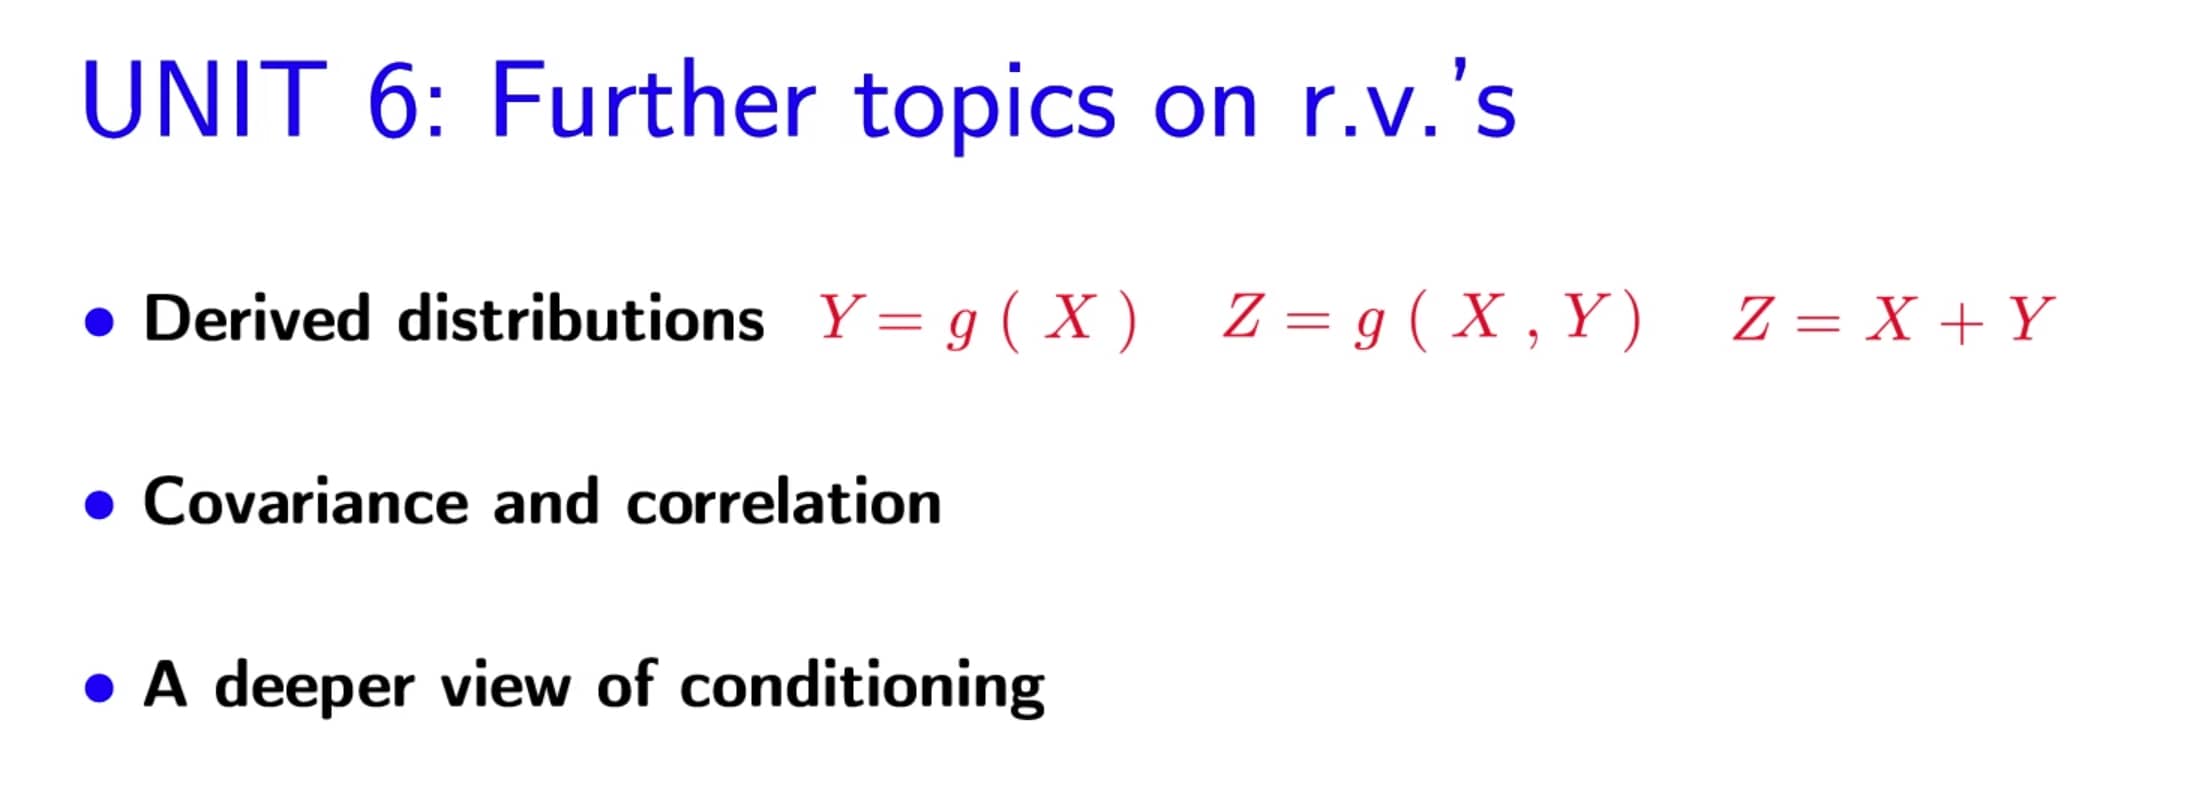 UNIT 6: Further topics on r.v.'s
• Derived distributions Y = g ( X ) Z = g ( X , Y ) Z = X + Y
• Covariance and correlation
• A deeper view of conditioning